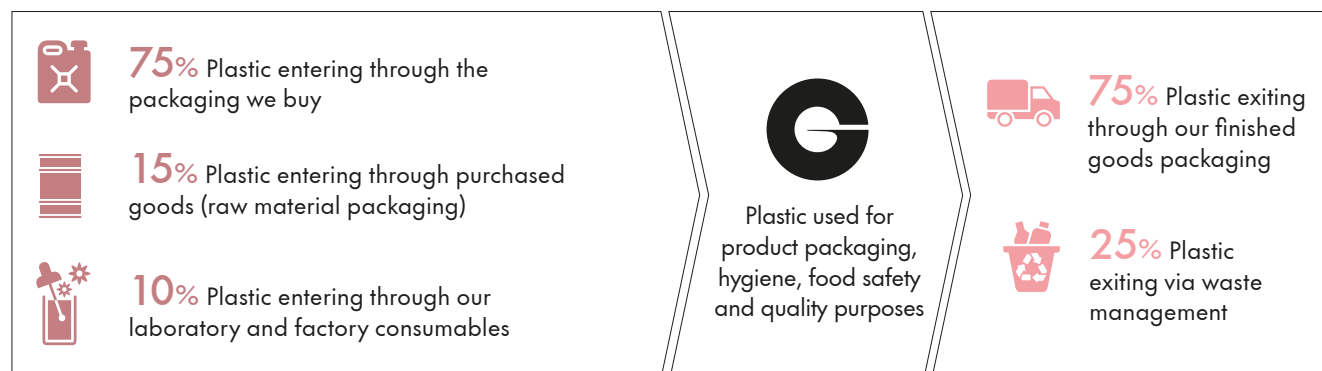 75% Plastic entering through the
packaging we buy
15% Plastic entering through purchased
goods (raw material packaging)
10% Plastic entering through our
laboratory and factory consumables
Plastic used for
product packaging,
hygiene, food safety
and quality purposes
75% Plastic exiting
through our finished
goods packaging
25% Plastic
exiting via waste
management